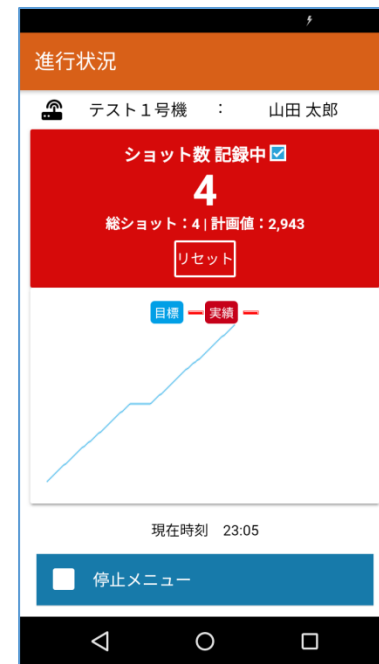 進行状況
テスト１号機　：　山田 太郎
ショット数 記録中
4
総ショット：4 | 計画値：2,943
リセット
目標 実績
現在時刻　23:05
停止メニュー